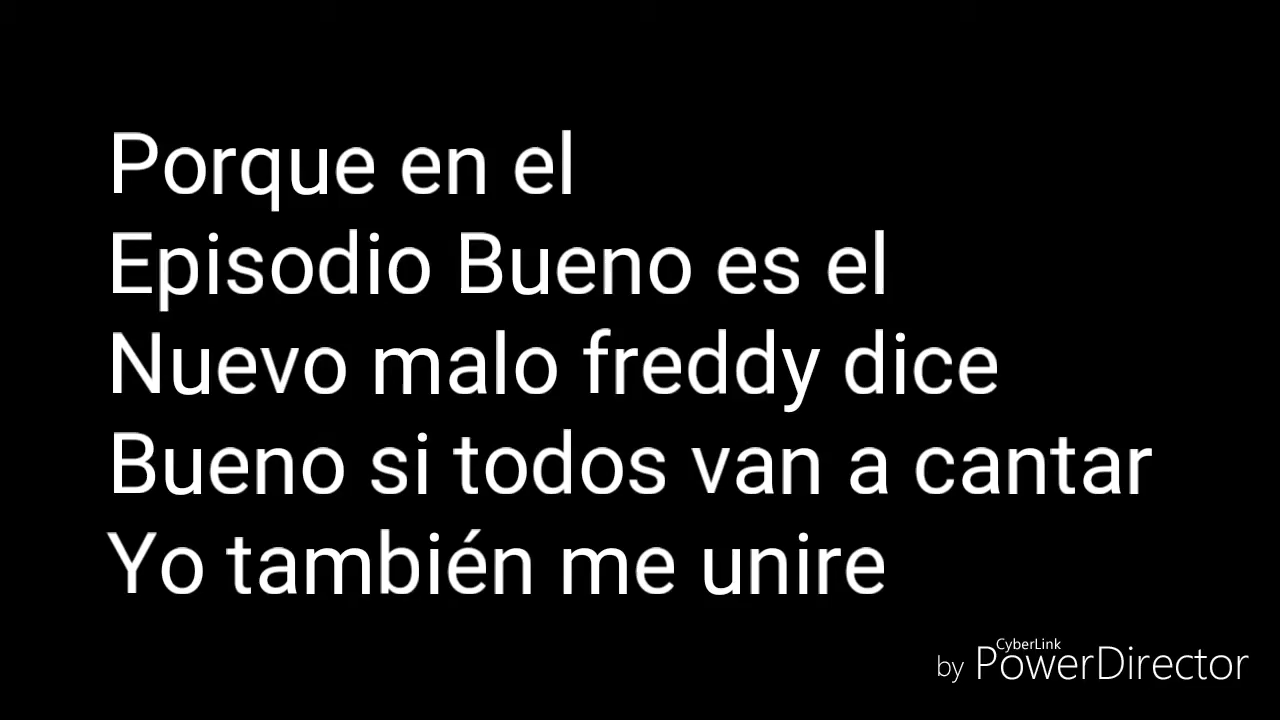 Porque en el
Episodio Bueno es el
Nuevo malo freddy dice
Bueno si todos van a cantar
Yo también me unire
CyberLink
by PowerDirector